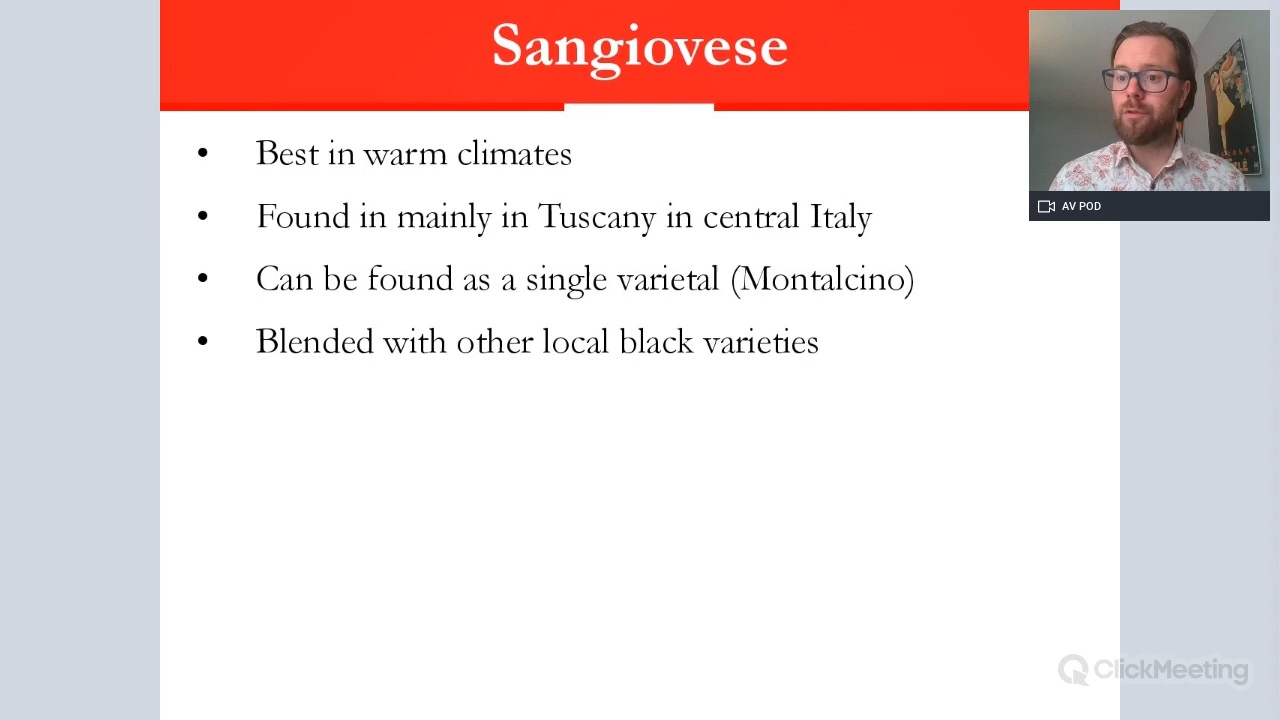 Sangiovese
• Best in warm climates
• Found in mainly in Tuscany in central Italy
• Can be found as a single varietal (Montalcino)
• Blended with other local black varieties
AV POD
ClickMeeting